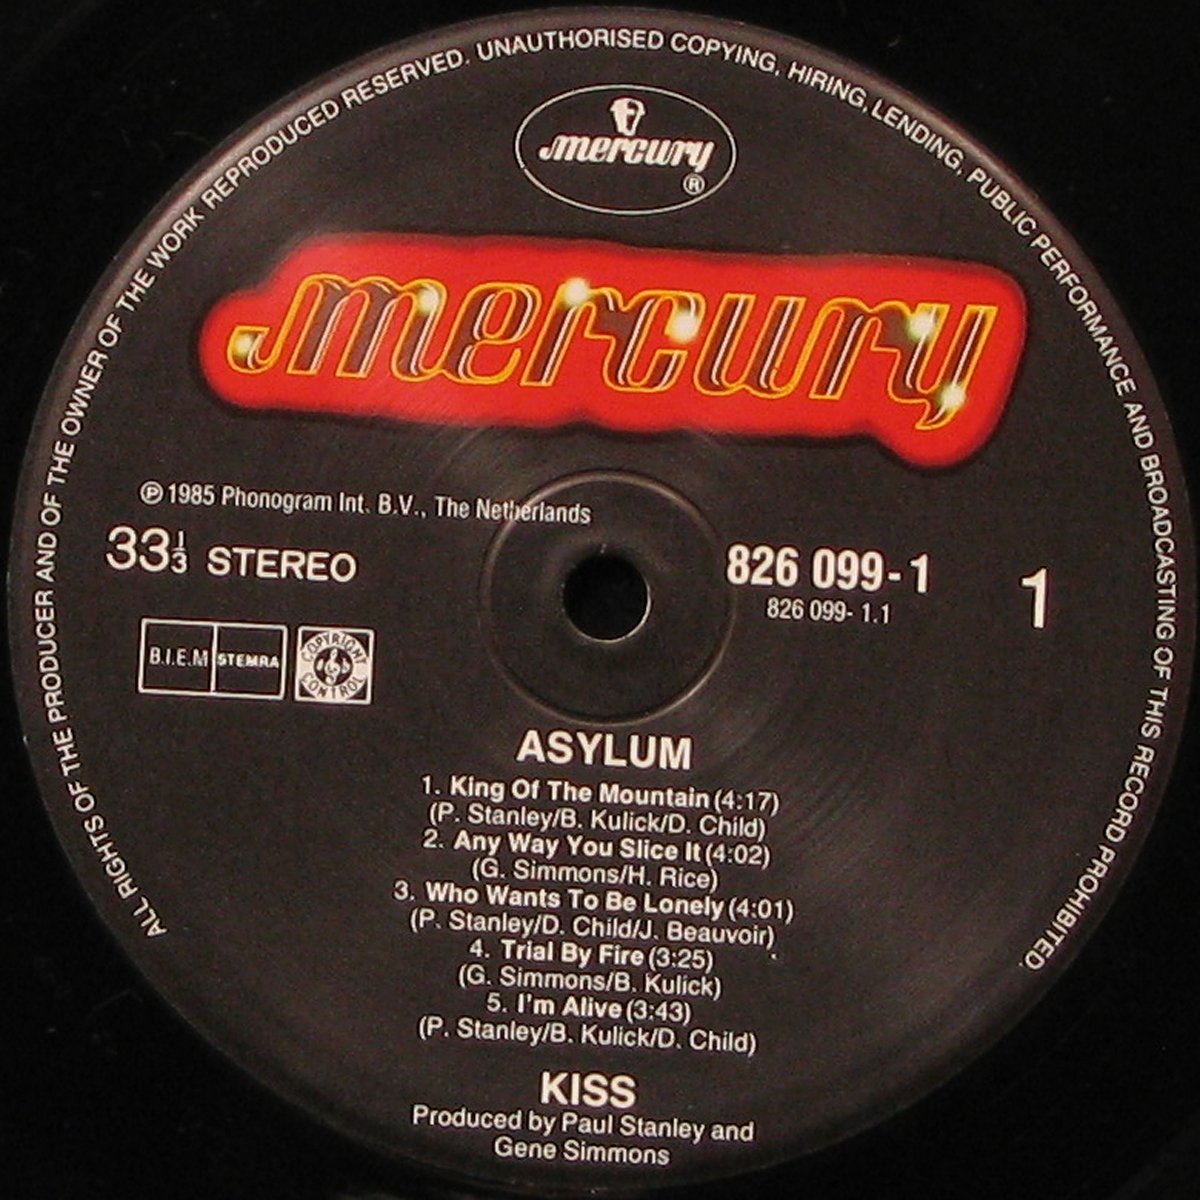 ALL RIGHTS OF THE PRODUCER AND OF THE OWNER OF THE WORK REPRODUCED RESERVED. UNAUTHORISED COPYING, HIRING, LENDING, PUBLIC PERFORMANCE AND BROADCASTING OF THIS RECORD PROHIBITED.
mercury
®
mercury
℗ 1985 Phonogram Int. B.V., The Netherlands
33 1/3 STEREO
826 099-1
826 099-1.1
1
B.I.E.M STEMRA
COPYRIGHT CONTROL
ASYLUM
1. King Of The Mountain (4:17)
(P. Stanley/B. Kulick/D. Child)
2. Any Way You Slice It (4:02)
(G. Simmons/H. Rice)
3. Who Wants To Be Lonely (4:01)
(P. Stanley/D. Child/J. Beauvoir)
4. Trial By Fire (3:25)
(G. Simmons/B. Kulick)
5. I'm Alive (3:43)
(P. Stanley/B. Kulick/D. Child)
KISS
Produced by Paul Stanley and
Gene Simmons